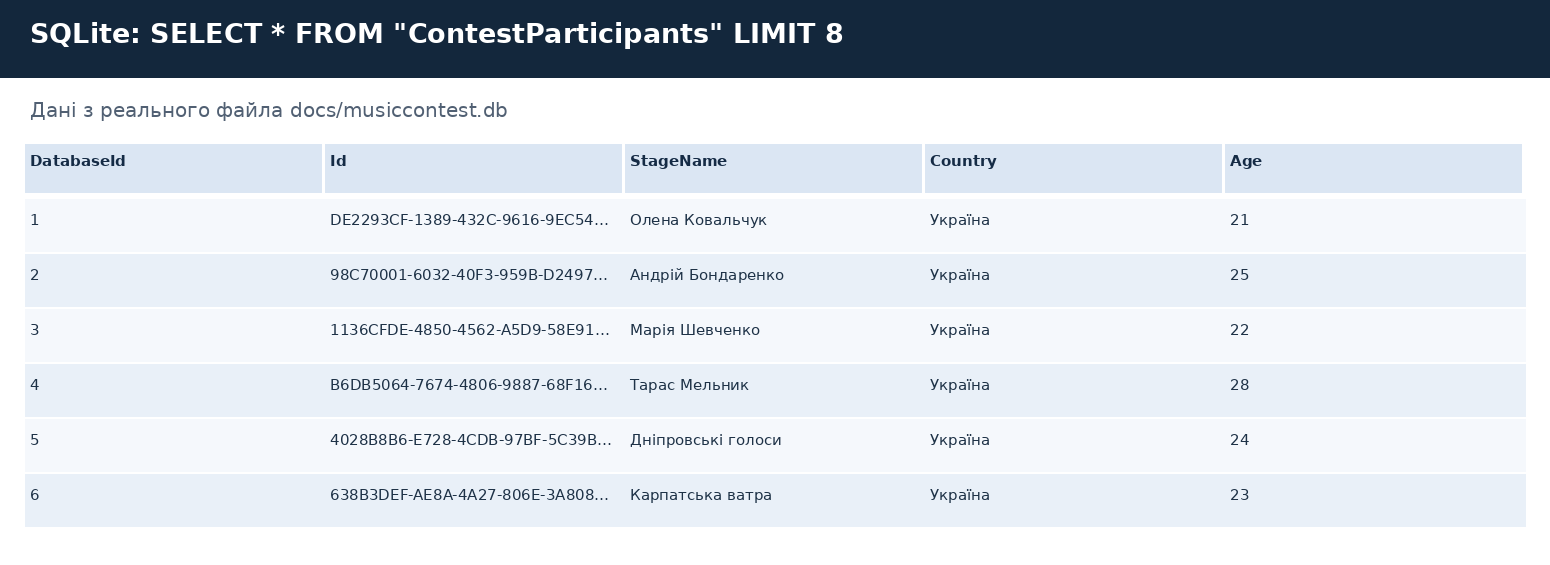 SQLite: SELECT * FROM "ContestParticipants" LIMIT 8
Дані з реального файла docs/musiccontest.db
DatabaseId Id StageName Country Age
1 DE2293CF-1389-432C-9616-9EC54... Олена Ковальчук Україна 21
2 98C70001-6032-40F3-959B-D2497... Андрій Бондаренко Україна 25
3 1136CFDE-4850-4562-A5D9-58E91... Марія Шевченко Україна 22
4 B6DB5064-7674-4806-9887-68F16... Тарас Мельник Україна 28
5 4028B8B6-E728-4CDB-97BF-5C39B... Дніпровські голоси Україна 24
6 638B3DEF-AE8A-4A27-806E-3A808... Карпатська ватра Україна 23